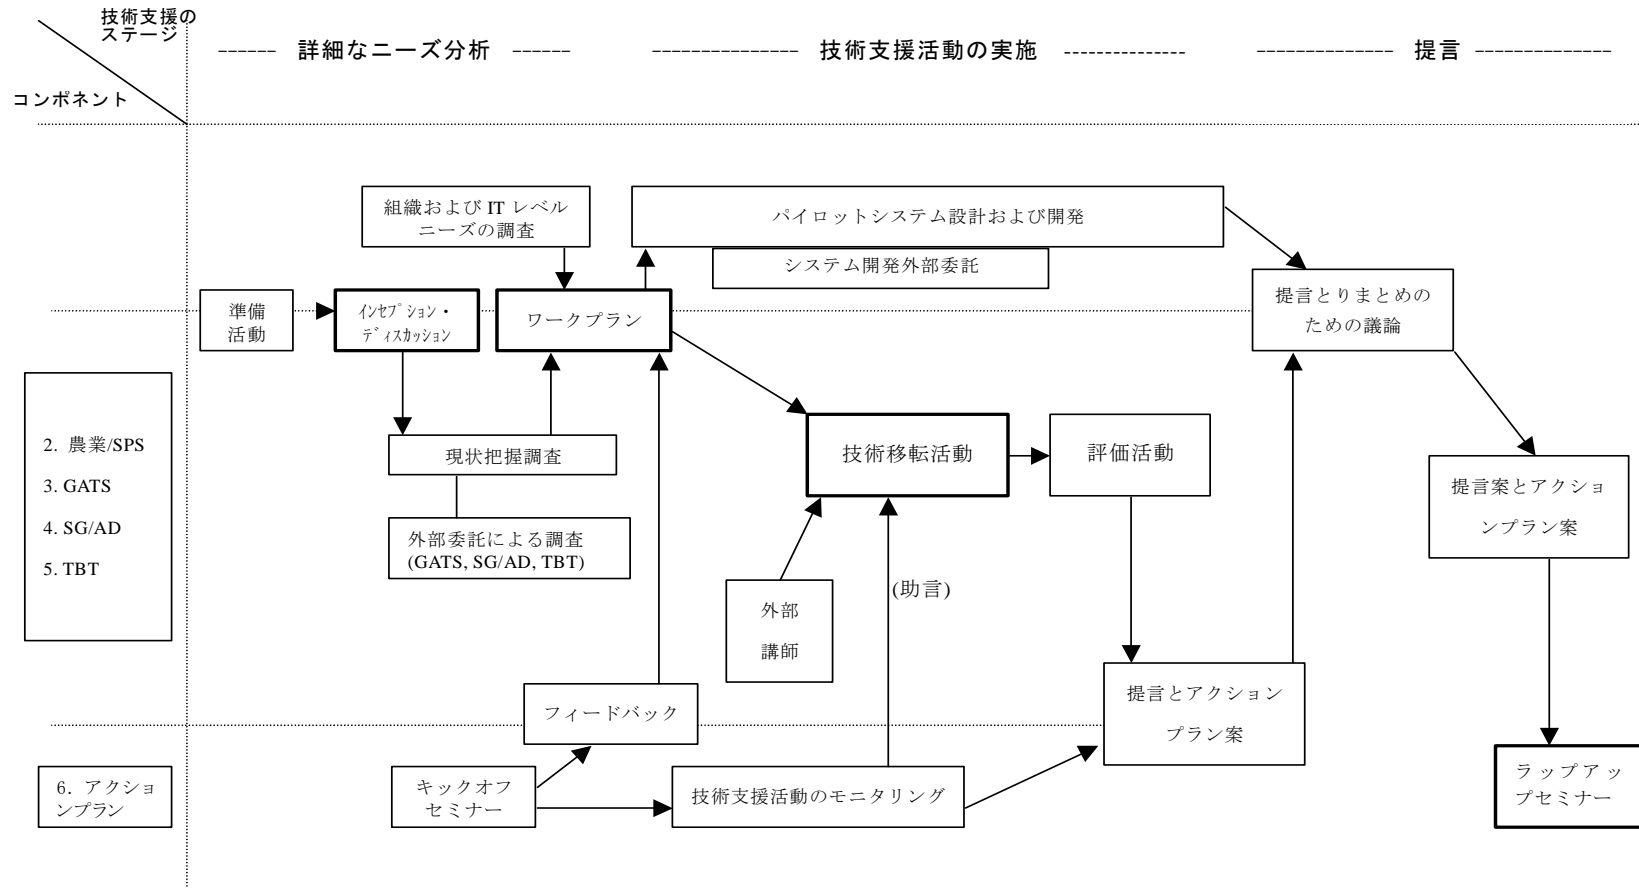 技術支援の
ステージ
------ 詳細なニーズ分析 ------
--------------- 技術支援活動の実施 ---------------
-------------- 提言 --------------
コンポネント
組織および IT レベル
ニーズの調査
パイロットシステム設計および開発
システム開発外部委託
準備
活動
インセプション・
ディスカッション
ワークプラン
提言とりまとめの
ための議論
2. 農業/SPS
3. GATS
4. SG/AD
5. TBT
現状把握調査
外部委託による調査
(GATS, SG/AD, TBT)
技術移転活動
評価活動
提言案とアクショ
ンプラン案
外部
講師
(助言)
フィードバック
提言とアクション
プラン案
6. アクショ
ンプラン
キックオフ
セミナー
技術支援活動のモニタリング
ラップアッ
プセミナー